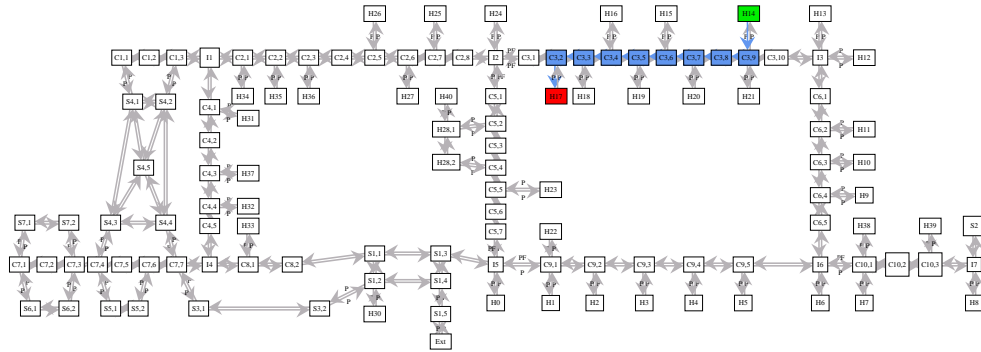 H26 H25 H24 H16 H15 H14 H13
F P F P F P F P F P F P F P
C1,1 C1,2 C1,3 I1 C2,1 C2,2 C2,3 C2,4 C2,5 C2,6 C2,7 C2,8 I2 PF C3,1 C3,2 C3,3 C3,4 C3,5 C3,6 C3,7 C3,8 C3,9 C3,10 I3 P P H12
P P P P P P P P P P P P P
S4,1 S4,2 C4,1 H34 H35 H36 H27 H40 C5,1 H17 H18 H19 H20 H21 C6,1
P P H31
H28,1 P P C5,2 C6,2 P P H11
C4,2 C5,3
S4,5 C4,3 P P H37 H28,2 P P C5,4 C6,3 P P H10
C5,5 P P H23 C6,4 P P H9
C4,4 P P H32 C5,6
S7,1 S7,2 S4,3 S4,4 C4,5 H33 C5,7 H22 C6,5 H38 H39 S2
C7,1 C7,2 C7,3 C7,4 C7,5 C7,6 C7,7 I4 C8,1 C8,2 S1,1 S1,3 I5 PF C9,1 C9,2 C9,3 C9,4 C9,5 I6 P P C10,1 C10,2 C10,3 I7
S1,2 S1,4
S6,1 S6,2 S5,1 S5,2 S3,1 S3,2 P P H30 S1,5 H0 H1 H2 H3 H4 H5 H6 H7 H8
Ext